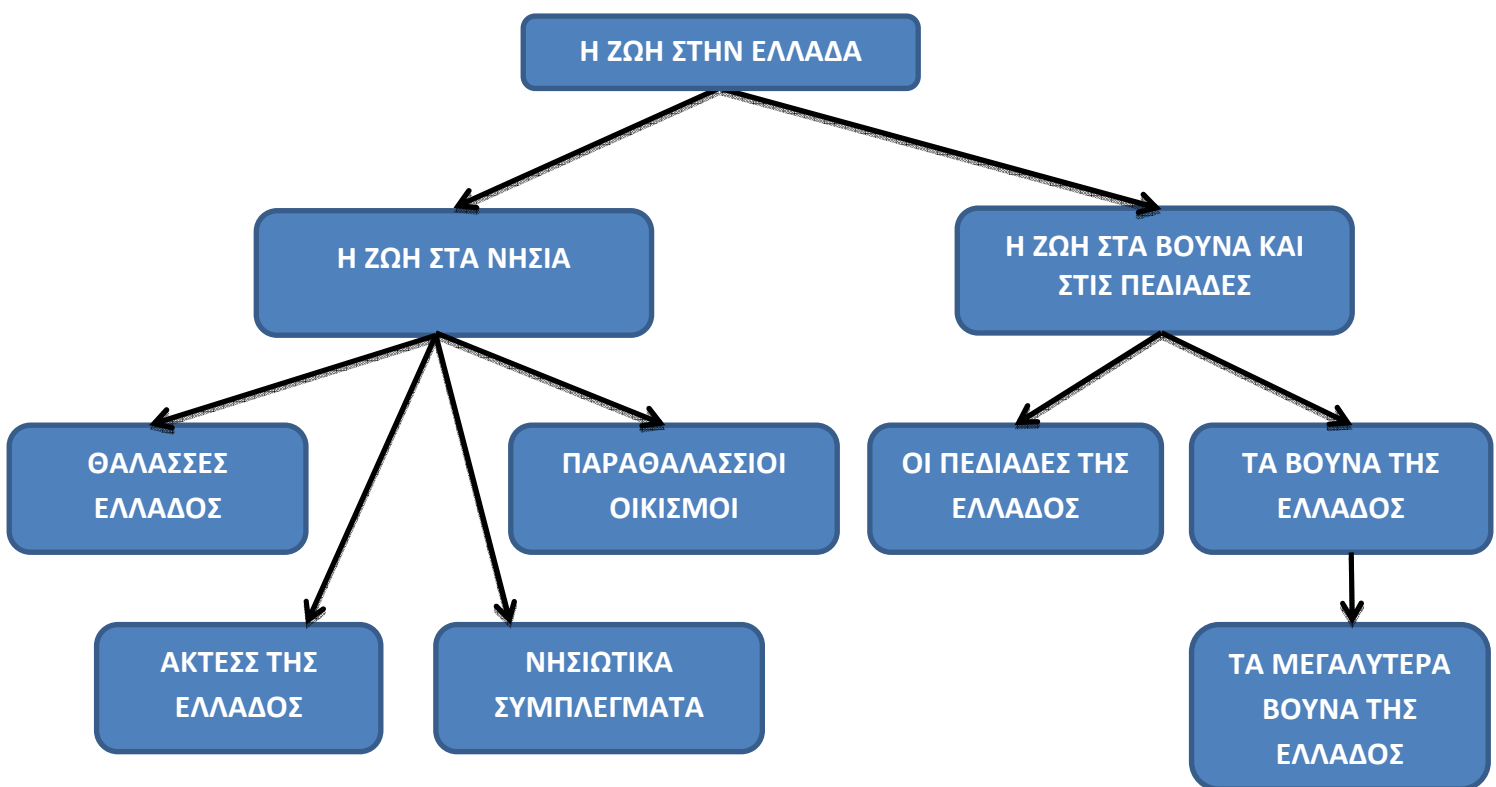 Η ΖΩΗ ΣΤΗΝ ΕΛΛΑΔΑ
Η ΖΩΗ ΣΤΑ ΝΗΣΙΑ
Η ΖΩΗ ΣΤΑ ΒΟΥΝΑ ΚΑΙ
ΣΤΙΣ ΠΕΔΙΑΔΕΣ
ΘΑΛΑΣΣΕΣ
ΕΛΛΑΔΟΣ
ΠΑΡΑΘΑΛΑΣΣΙΟΙ
ΟΙΚΙΣΜΟΙ
ΟΙ ΠΕΔΙΑΔΕΣ ΤΗΣ
ΕΛΛΑΔΟΣ
ΤΑ ΒΟΥΝΑ ΤΗΣ
ΕΛΛΑΔΟΣ
ΑΚΤΕΣΣ ΤΗΣ
ΕΛΛΑΔΟΣ
ΝΗΣΙΩΤΙΚΑ
ΣΥΜΠΛΕΓΜΑΤΑ
ΤΑ ΜΕΓΑΛΥΤΕΡΑ
ΒΟΥΝΑ ΤΗΣ
ΕΛΛΑΔΟΣ